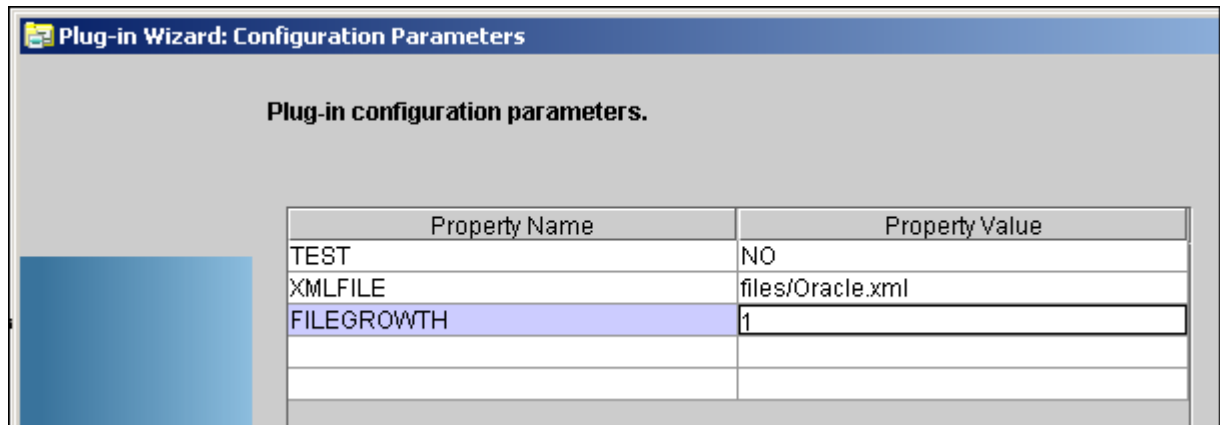 Plug-in Wizard: Configuration Parameters
Plug-in configuration parameters.
Property Name Property Value
TEST NO
XMLFILE files/Oracle.xml
FILEGROWTH 1